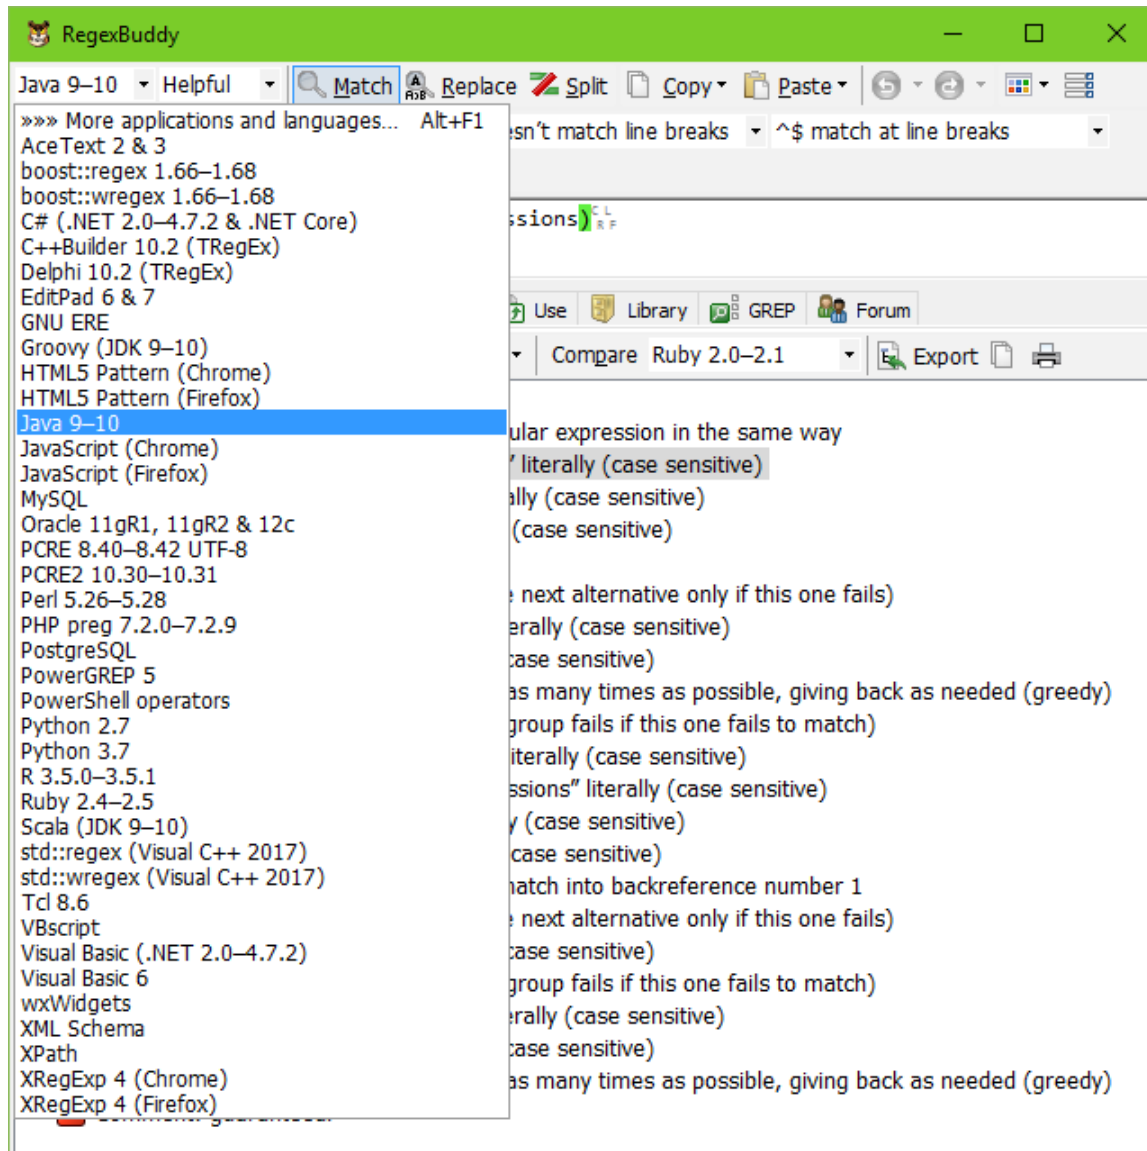 RegexBuddy
Java 9–10 Helpful Match Replace Split Copy Paste
»»» More applications and languages... Alt+F1
AceText 2 & 3
boost::regex 1.66–1.68
boost::wregex 1.66–1.68
C# (.NET 2.0–4.7.2 & .NET Core)
C++Builder 10.2 (TRegEx)
Delphi 10.2 (TRegEx)
EditPad 6 & 7
GNU ERE
Groovy (JDK 9–10)
HTML5 Pattern (Chrome)
HTML5 Pattern (Firefox)
Java 9–10
JavaScript (Chrome)
JavaScript (Firefox)
MySQL
Oracle 11gR1, 11gR2 & 12c
PCRE 8.40–8.42 UTF-8
PCRE2 10.30–10.31
Perl 5.26–5.28
PHP preg 7.2.0–7.2.9
PostgreSQL
PowerGREP 5
PowerShell operators
Python 2.7
Python 3.7
R 3.5.0–3.5.1
Ruby 2.4–2.5
Scala (JDK 9–10)
std::regex (Visual C++ 2017)
std::wregex (Visual C++ 2017)
Tcl 8.6
VBscript
Visual Basic (.NET 2.0–4.7.2)
Visual Basic 6
wxWidgets
XML Schema
XPath
XRegExp 4 (Chrome)
XRegExp 4 (Firefox)
sn't match line breaks ^$ match at line breaks
ssions) CRLF
Use Library GREP Forum
Compare Ruby 2.0–2.1 Export
ular expression in the same way
" literally (case sensitive)
ally (case sensitive)
(case sensitive)
next alternative only if this one fails)
erally (case sensitive)
case sensitive)
as many times as possible, giving back as needed (greedy)
group fails if this one fails to match)
iterally (case sensitive)
ssions" literally (case sensitive)
y (case sensitive)
case sensitive)
match into backreference number 1
next alternative only if this one fails)
case sensitive)
group fails if this one fails to match)
erally (case sensitive)
case sensitive)
as many times as possible, giving back as needed (greedy)